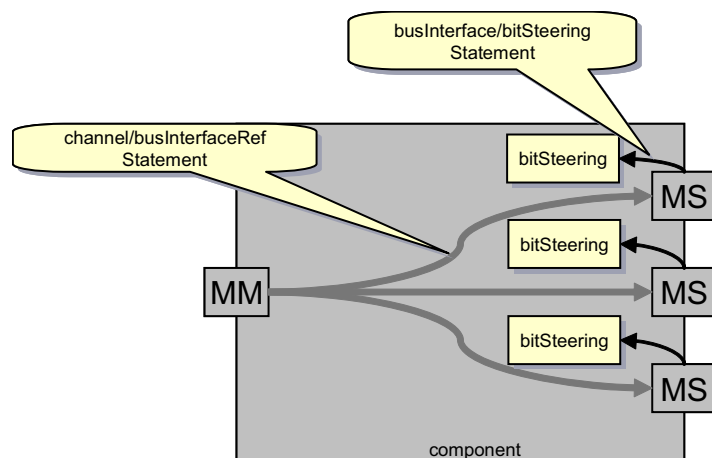 busInterface/bitSteering
Statement
channel/busInterfaceRef
Statement
bitSteering
MS
bitSteering
MM
MS
bitSteering
MS
component